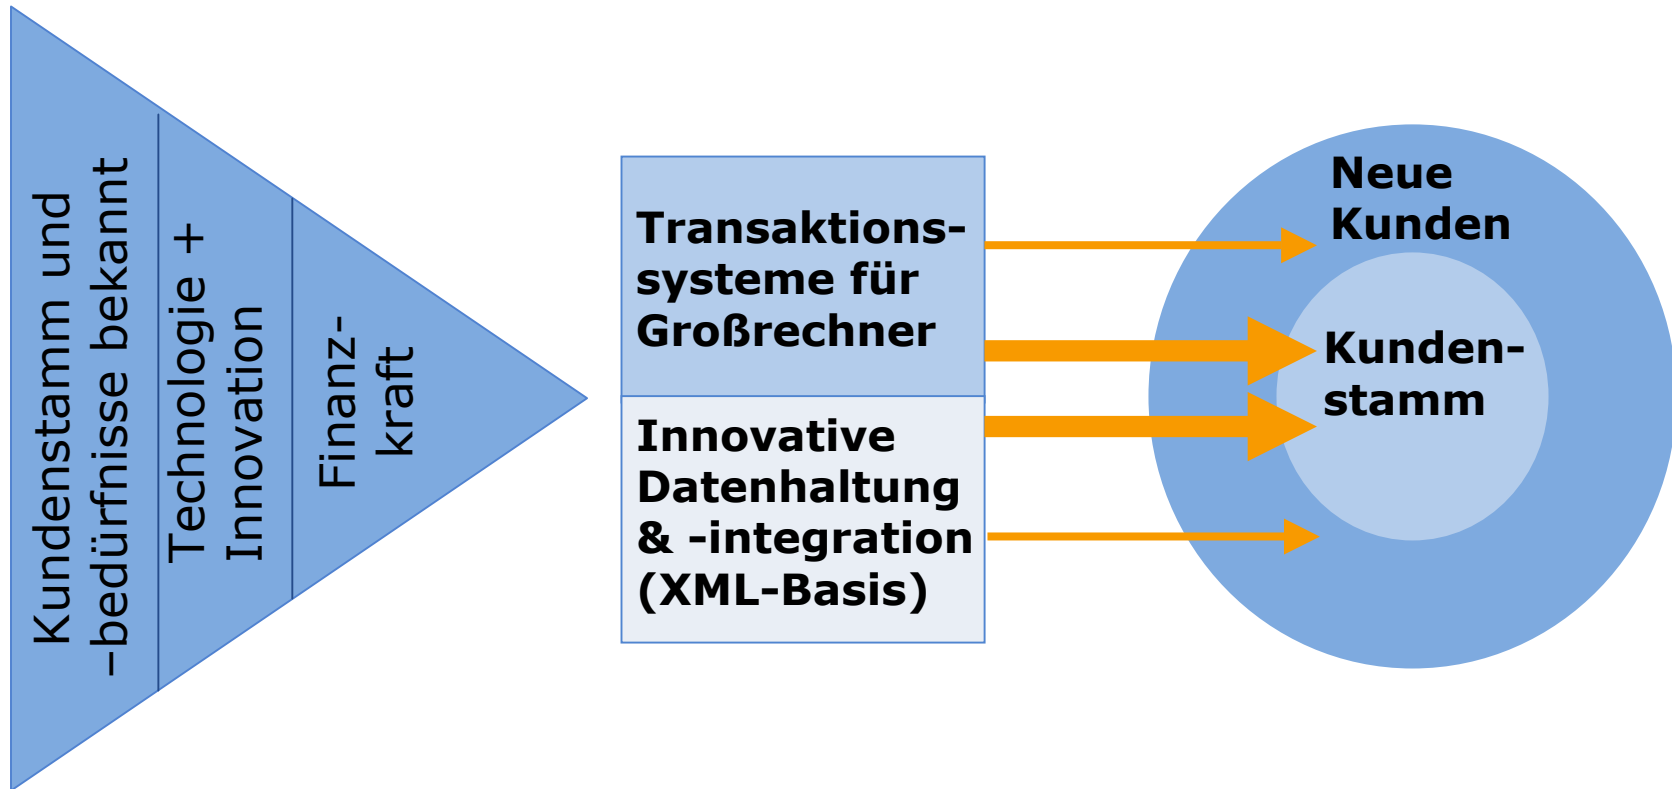 Kundenstamm und
–bedürfnisse bekannt
Technologie +
Innovation
Finanz-
kraft
Transaktions-
systeme für
Großrechner
Innovative
Datenhaltung
& -integration
(XML-Basis)
Neue
Kunden
Kunden-
stamm